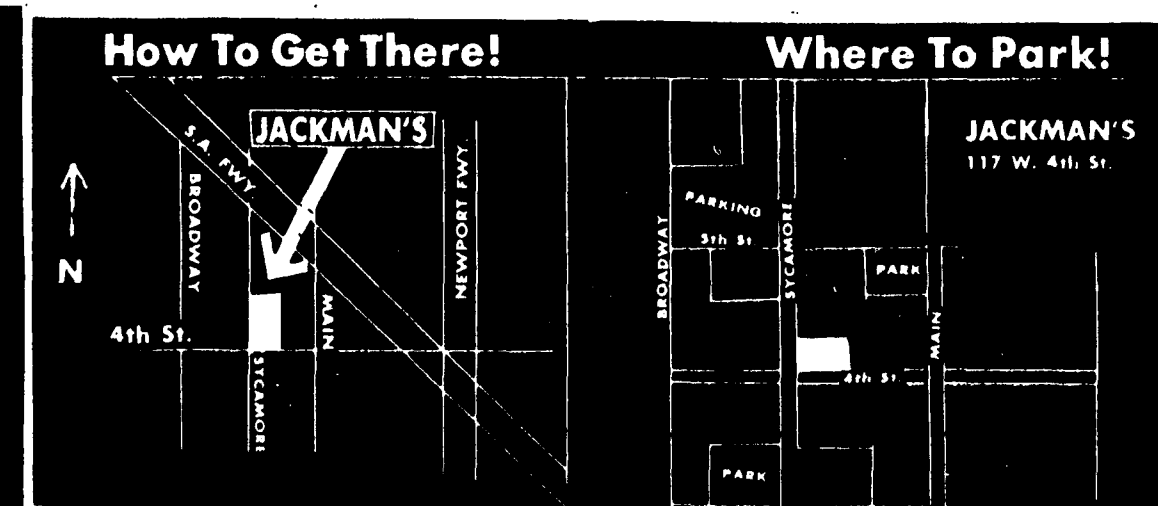 How To Get There!
JACKMAN'S
S.A. FWY.
BROADWAY
NEWPORT FWY.
N
MAIN
4th St.
SYCAMORE
Where To Park!
JACKMAN'S
117 W. 4th St.
PARKING
5th St
BROADWAY
SYCAMORE
PARK
MAIN
4th St.
PARK